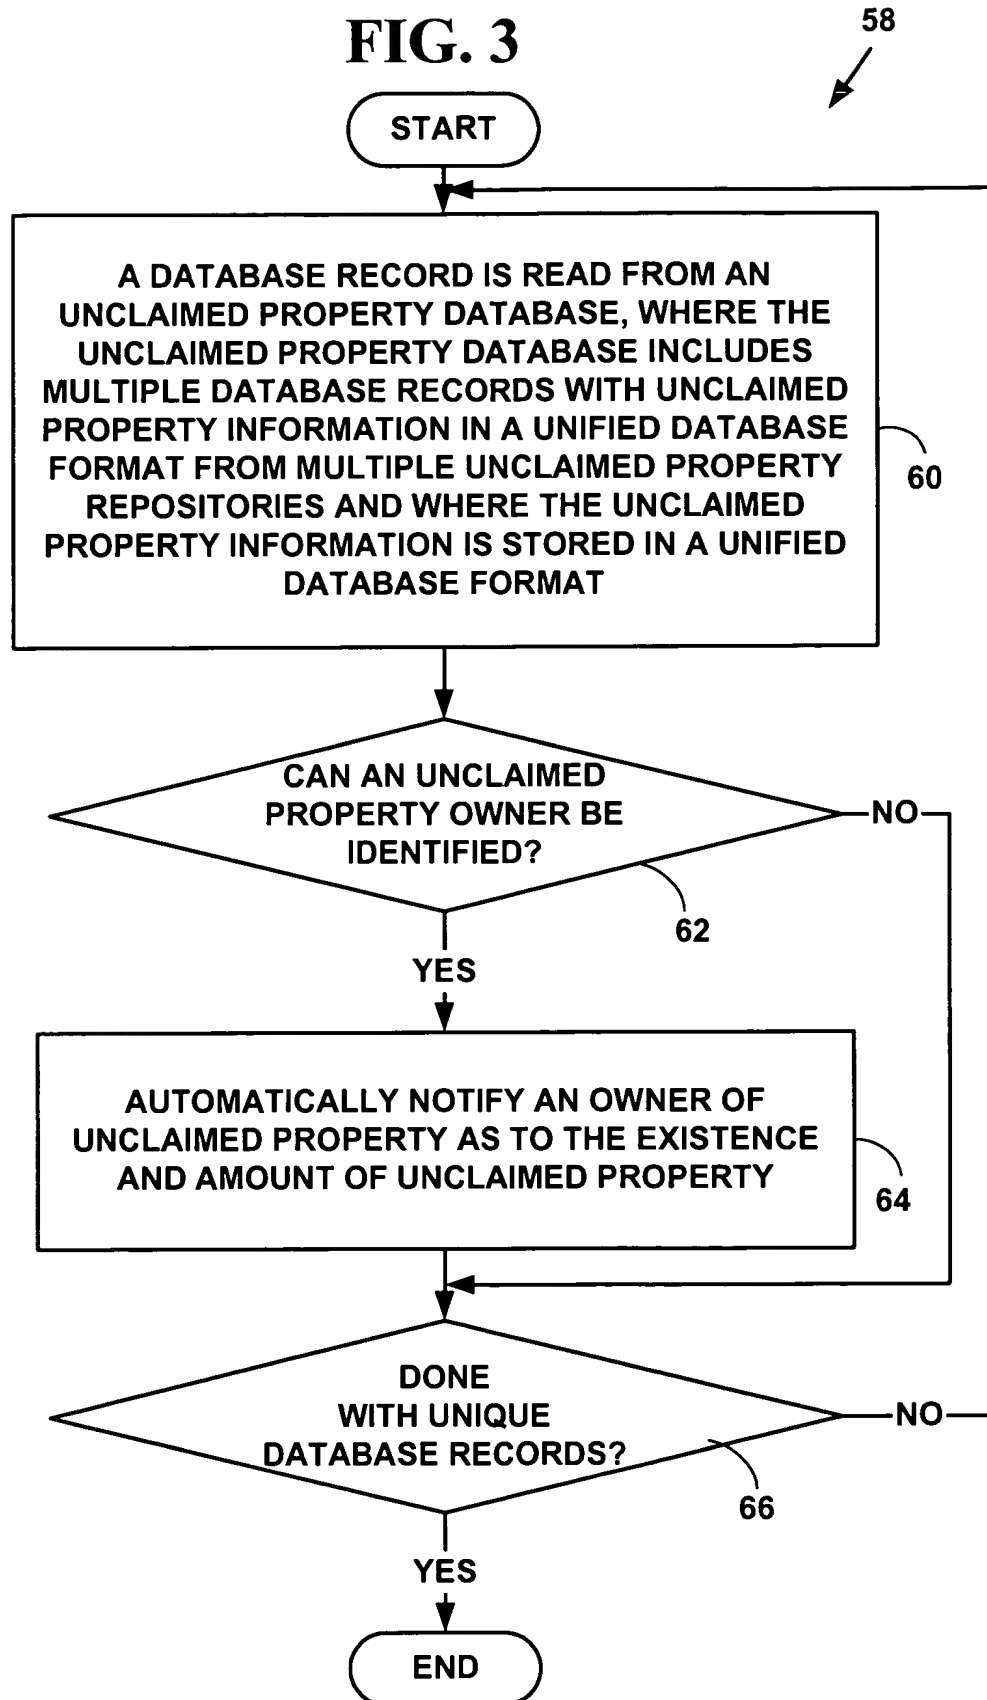 FIG. 3
58
START
A DATABASE RECORD IS READ FROM AN
UNCLAIMED PROPERTY DATABASE, WHERE THE
UNCLAIMED PROPERTY DATABASE INCLUDES
MULTIPLE DATABASE RECORDS WITH UNCLAIMED
PROPERTY INFORMATION IN A UNIFIED DATABASE
FORMAT FROM MULTIPLE UNCLAIMED PROPERTY
REPOSITORIES AND WHERE THE UNCLAIMED
PROPERTY INFORMATION IS STORED IN A UNIFIED
DATABASE FORMAT
60
CAN AN UNCLAIMED
PROPERTY OWNER BE
IDENTIFIED?
NO
62
YES
AUTOMATICALLY NOTIFY AN OWNER OF
UNCLAIMED PROPERTY AS TO THE EXISTENCE
AND AMOUNT OF UNCLAIMED PROPERTY
64
DONE
WITH UNIQUE
DATABASE RECORDS?
NO
66
YES
END